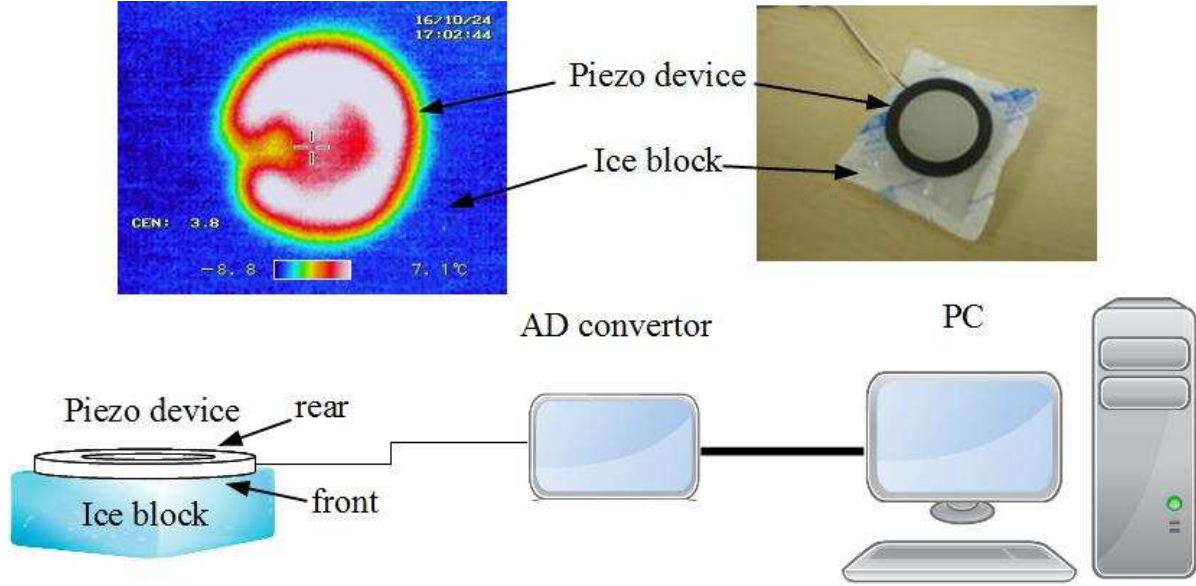 16/10/24
17:02:44
Piezo device
Ice block
CEN: 3.8
-8.8 7.1℃
AD convertor
PC
Piezo device
rear
front
Ice block